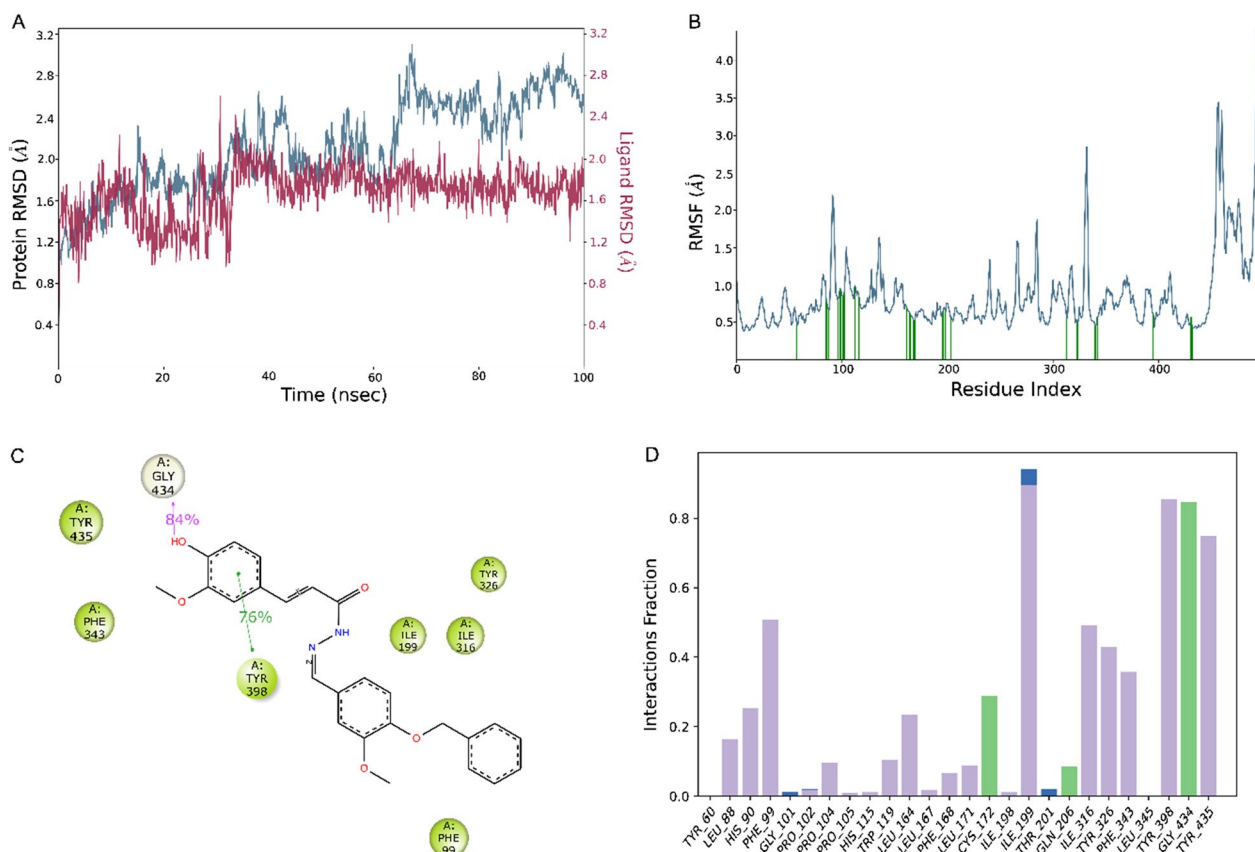 A
3.2
2.8
2.4
2.0
1.6
1.2
0.8
0.4
Protein RMSD (Å)
3.2
2.8
2.4
2.0
1.6
1.2
0.8
0.4
Ligand RMSD (Å)
0
20
40
60
80
100
Time (nsec)
B
4.0
3.5
3.0
2.5
2.0
1.5
1.0
0.5
RMSF (Å)
0
100
200
300
400
Residue Index
C
A:
GLY
434
A:
TYR
435
84%
HO
A:
TYR
326
O
O
76%
A:
PHE
343
NH
A:
ILE
199
A:
ILE
316
N
A:
TYR
398
O
O
A:
PHE
99
D
0.8
0.6
0.4
0.2
0.0
Interactions Fraction
TYR_60
LEU_88
HIS_90
PHE_99
GLY_101
PRO_102
PRO_104
PRO_105
HIS_115
TRP_119
LEU_164
LEU_167
PHE_168
LEU_171
CYS_172
ILE_198
ILE_199
THR_201
GLN_206
ILE_316
TYR_326
PHE_343
LEU_345
TYR_398
GLY_434
TYR_435